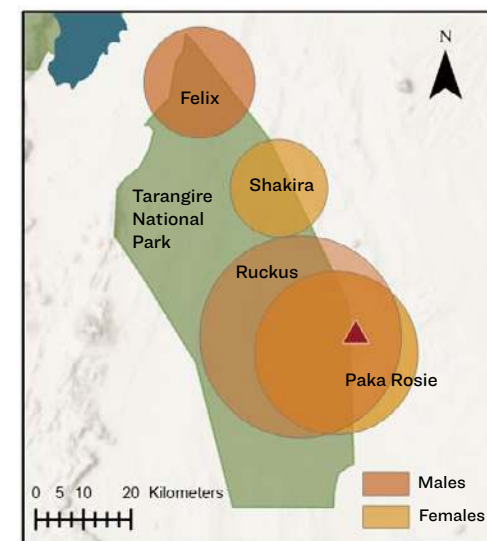 N
Felix
Shakira
Tarangire
National
Park
Ruckus
Paka Rosie
0 5 10 20 Kilometers
Males
Females